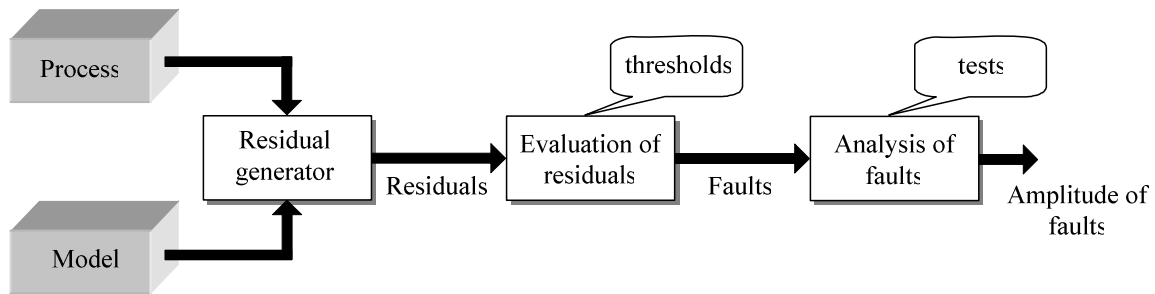 Process
Model
Residual
generator
Residuals
thresholds
Evaluation of
residuals
Faults
tests
Analysis of
faults
Amplitude of
faults